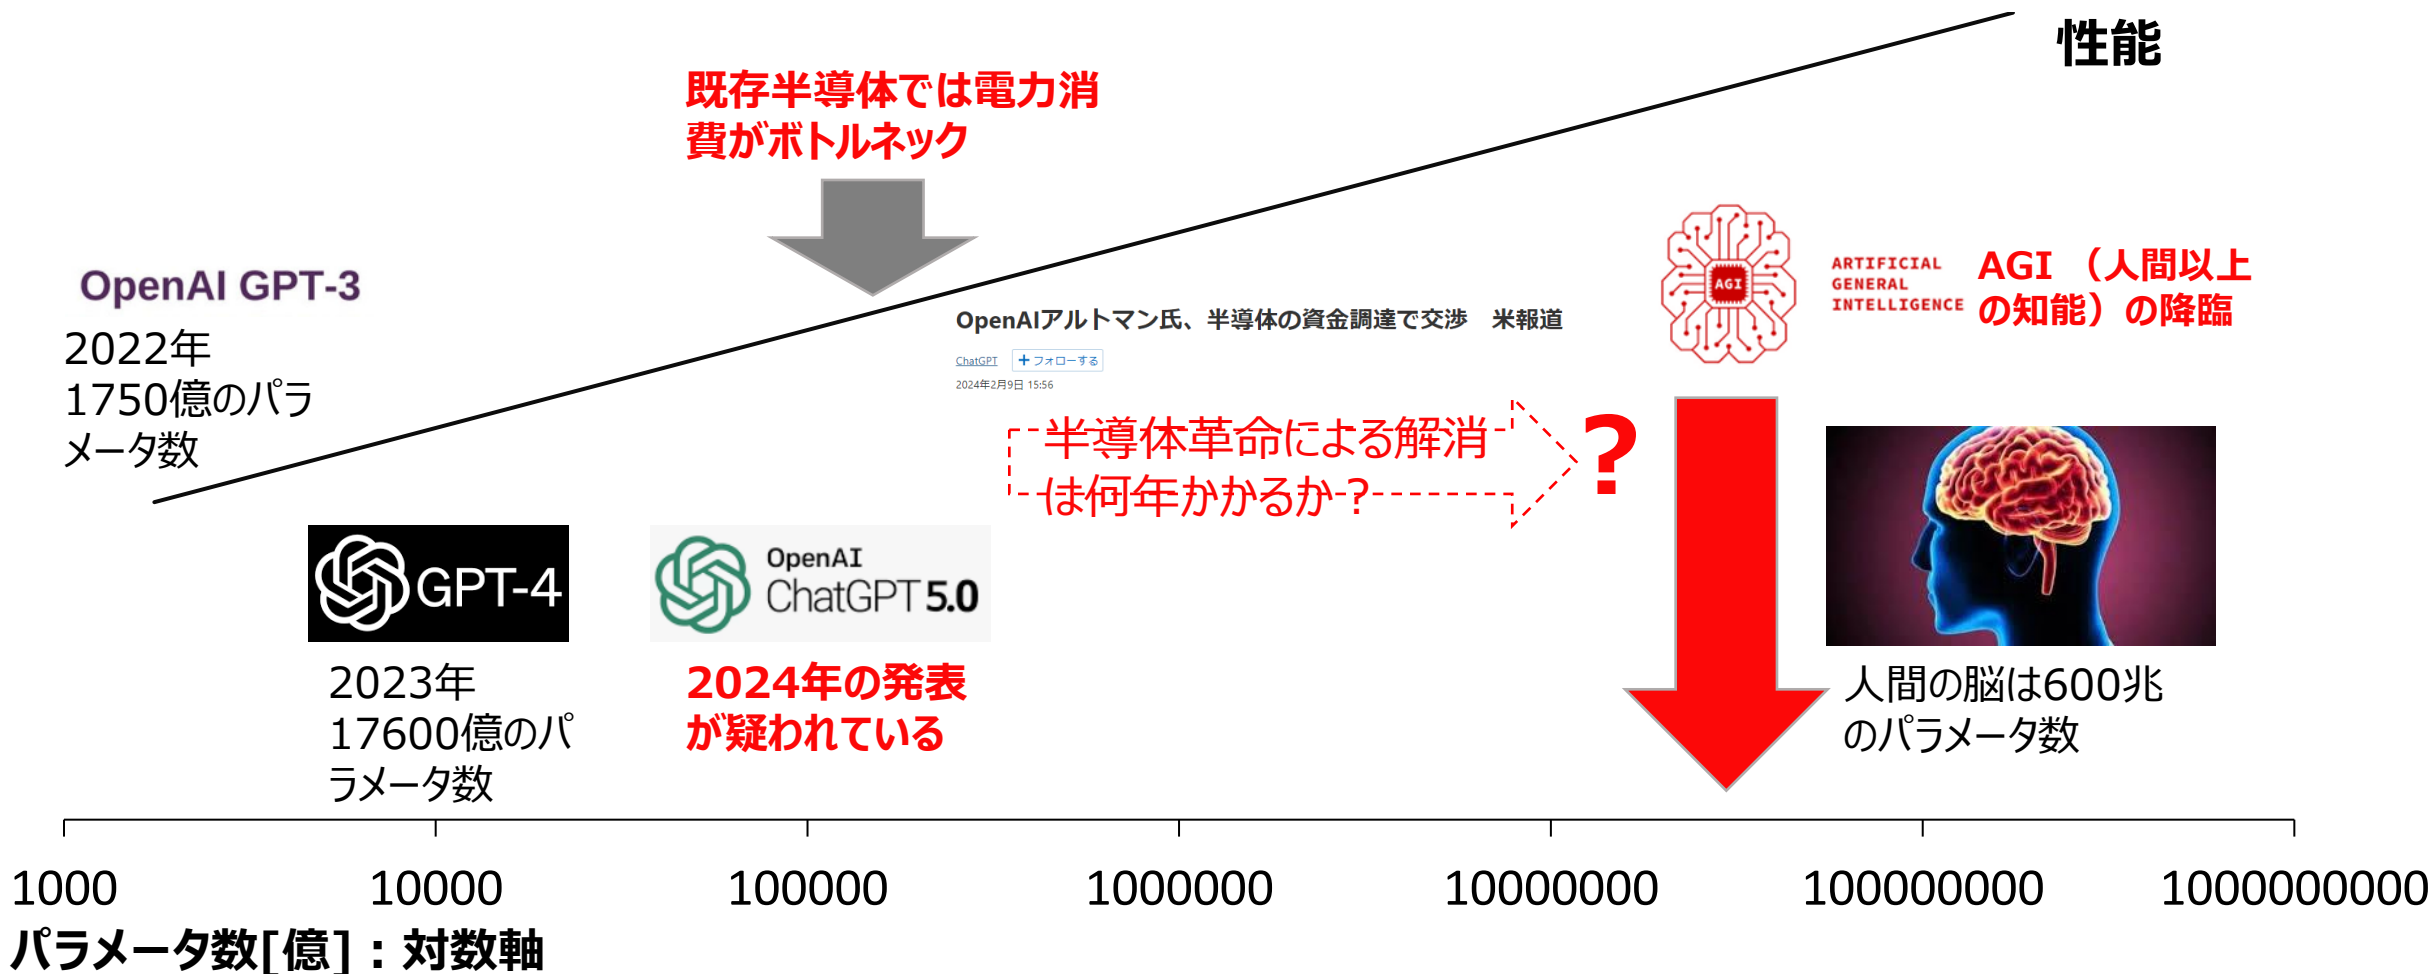 性能
既存半導体では電力消
費がボトルネック
OpenAI GPT-3
2022年
1750億のパラ
メータ数
OpenAIアルトマン氏、半導体の資金調達で交渉　米報道
ChatGPT
+フォローする
2024年2月9日 15:56
半導体革命による解消
は何年かかるか？
?
AGI
ARTIFICIAL
GENERAL
INTELLIGENCE
AGI （人間以上
の知能）の降臨
GPT-4
2023年
17600億のパ
ラメータ数
OpenAI
ChatGPT 5.0
2024年の発表
が疑われている
人間の脳は600兆
のパラメータ数
1000
10000
100000
1000000
10000000
100000000
1000000000
パラメータ数[億]：対数軸